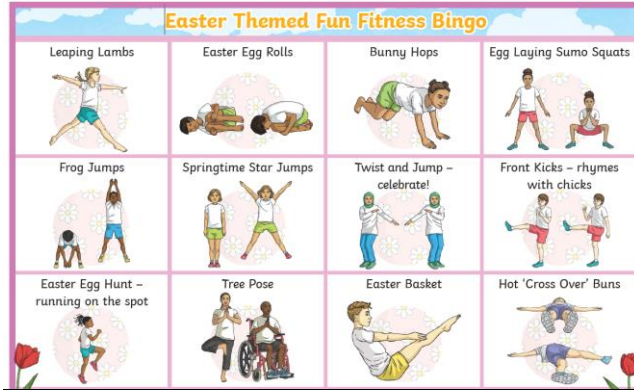 Easter Themed Fun Fitness Bingo
Leaping Lambs
Easter Egg Rolls
Bunny Hops
Egg Laying Sumo Squats
Frog Jumps
Springtime Star Jumps
Twist and Jump –
celebrate!
Front Kicks – rhymes
with chicks
Easter Egg Hunt –
running on the spot
Tree Pose
Easter Basket
Hot ‘Cross Over’ Buns